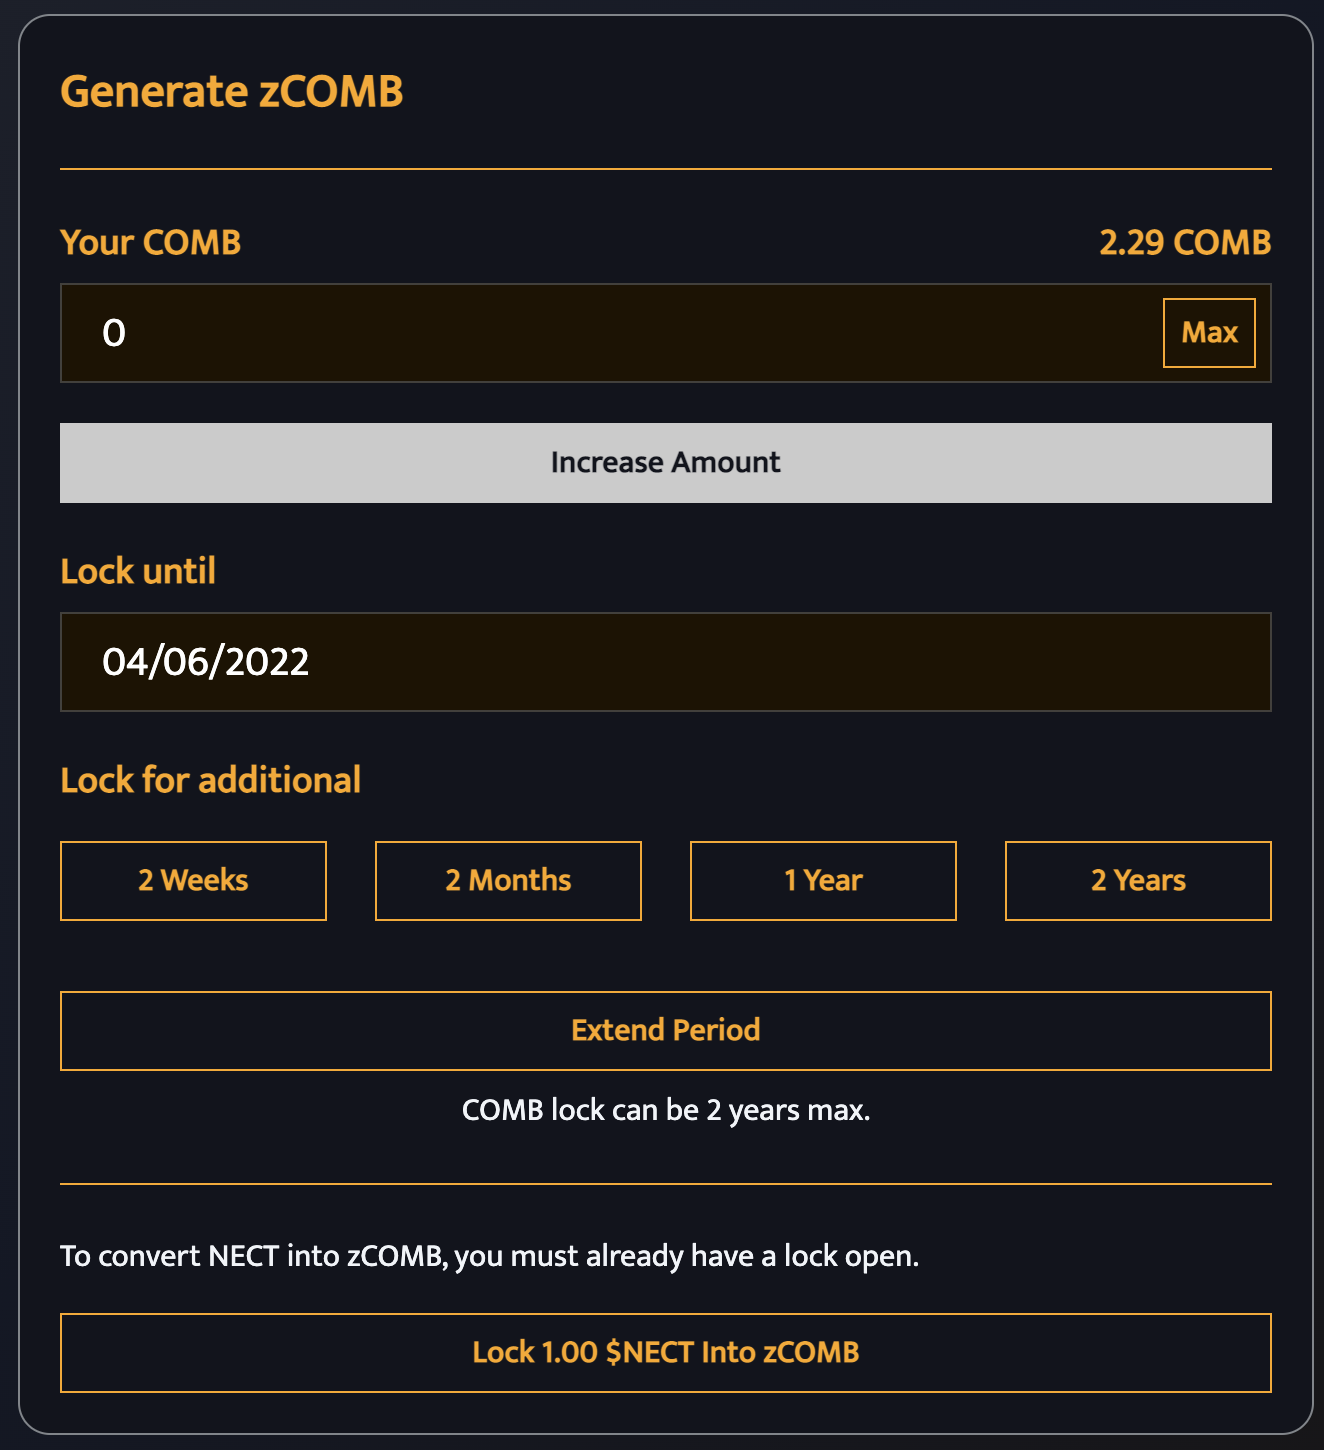 Generate zCOMB
Your COMB 2.29 COMB
0 Max
Increase Amount
Lock until
04/06/2022
Lock for additional
2 Weeks 2 Months 1 Year 2 Years
Extend Period
COMB lock can be 2 years max.
To convert NECT into zCOMB, you must already have a lock open.
Lock 1.00 $NECT Into zCOMB